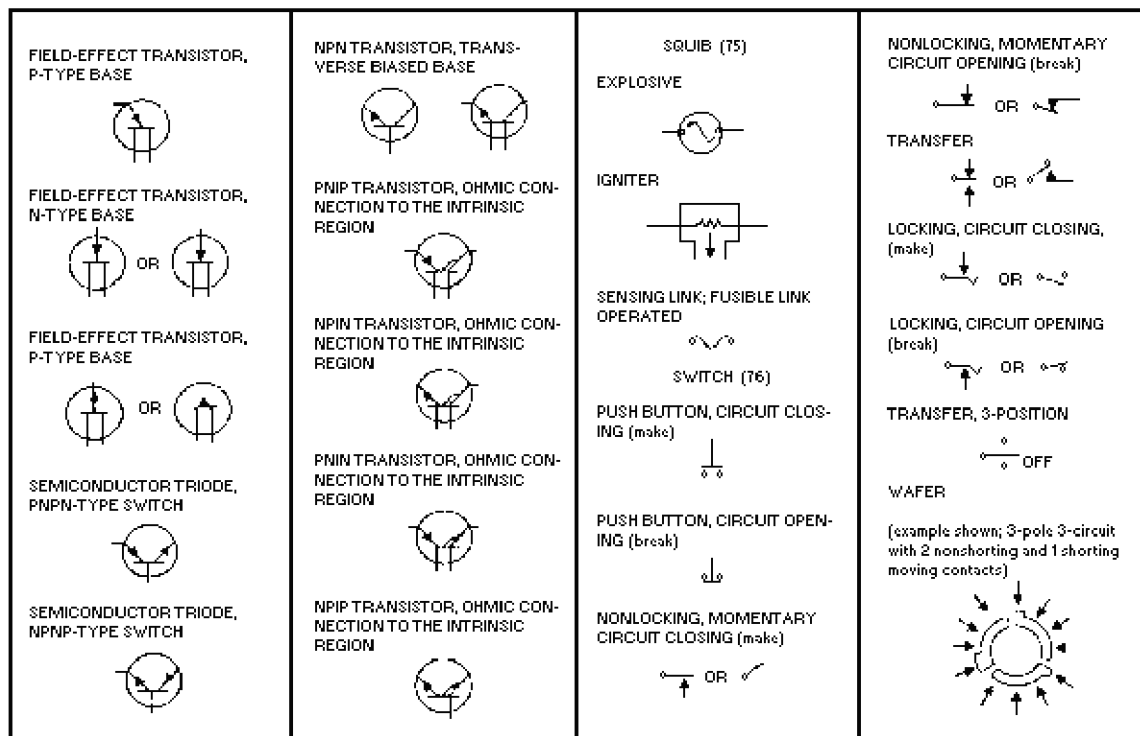 FIELD-EFFECT TRANSISTOR,
P-TYPE BASE
FIELD-EFFECT TRANSISTOR,
N-TYPE BASE
OR
FIELD-EFFECT TRANSISTOR,
P-TYPE BASE
OR
SEMICONDUCTOR TRIODE,
PNPN-TYPE SWITCH
SEMICONDUCTOR TRIODE,
NPNP-TYPE SWITCH
NPN TRANSISTOR, TRANS-
VERSE BIASED BASE
PNIP TRANSISTOR, OHMIC CON-
NECTION TO THE INTRINSIC
REGION
NPIN TRANSISTOR, OHMIC CON-
NECTION TO THE INTRINSIC
REGION
PNIN TRANSISTOR, OHMIC CON-
NECTION TO THE INTRINSIC
REGION
NPIP TRANSISTOR, OHMIC CON-
NECTION TO THE INTRINSIC
REGION
SQUIB (75)
EXPLOSIVE
IGNITER
SENSING LINK; FUSIBLE LINK
OPERATED
SWITCH (76)
PUSH BUTTON, CIRCUIT CLOS-
ING (make)
PUSH BUTTON, CIRCUIT OPEN-
ING (break)
NONLOCKING, MOMENTARY
CIRCUIT CLOSING (make)
OR
NONLOCKING, MOMENTARY
CIRCUIT OPENING (break)
OR
TRANSFER
OR
LOCKING, CIRCUIT CLOSING,
(make)
OR
LOCKING, CIRCUIT OPENING
(break)
OR
TRANSFER, 3-POSITION
OFF
WAFER
(example shown; 3-pole 3-circuit
with 2 nonshorting and 1 shorting
moving contacts)